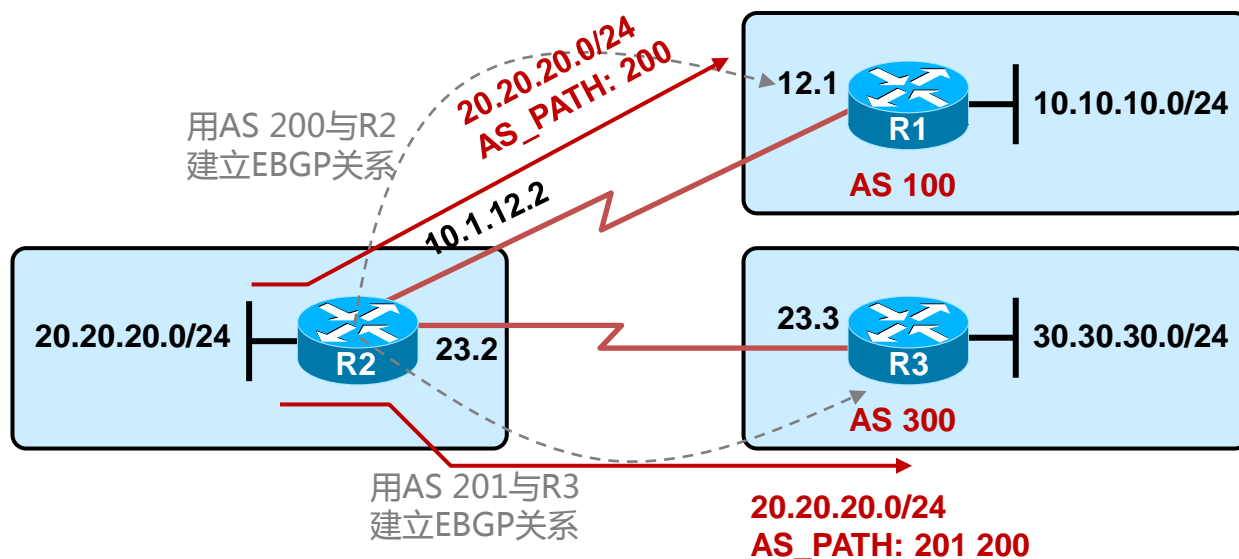 20.20.20.0/24
AS_PATH: 200
用AS 200与R2
建立EBGP关系
10.1.12.2
12.1
R1
10.10.10.0/24
AS 100
20.20.20.0/24
R2
23.2
23.3
R3
30.30.30.0/24
AS 300
用AS 201与R3
建立EBGP关系
20.20.20.0/24
AS_PATH: 201 200